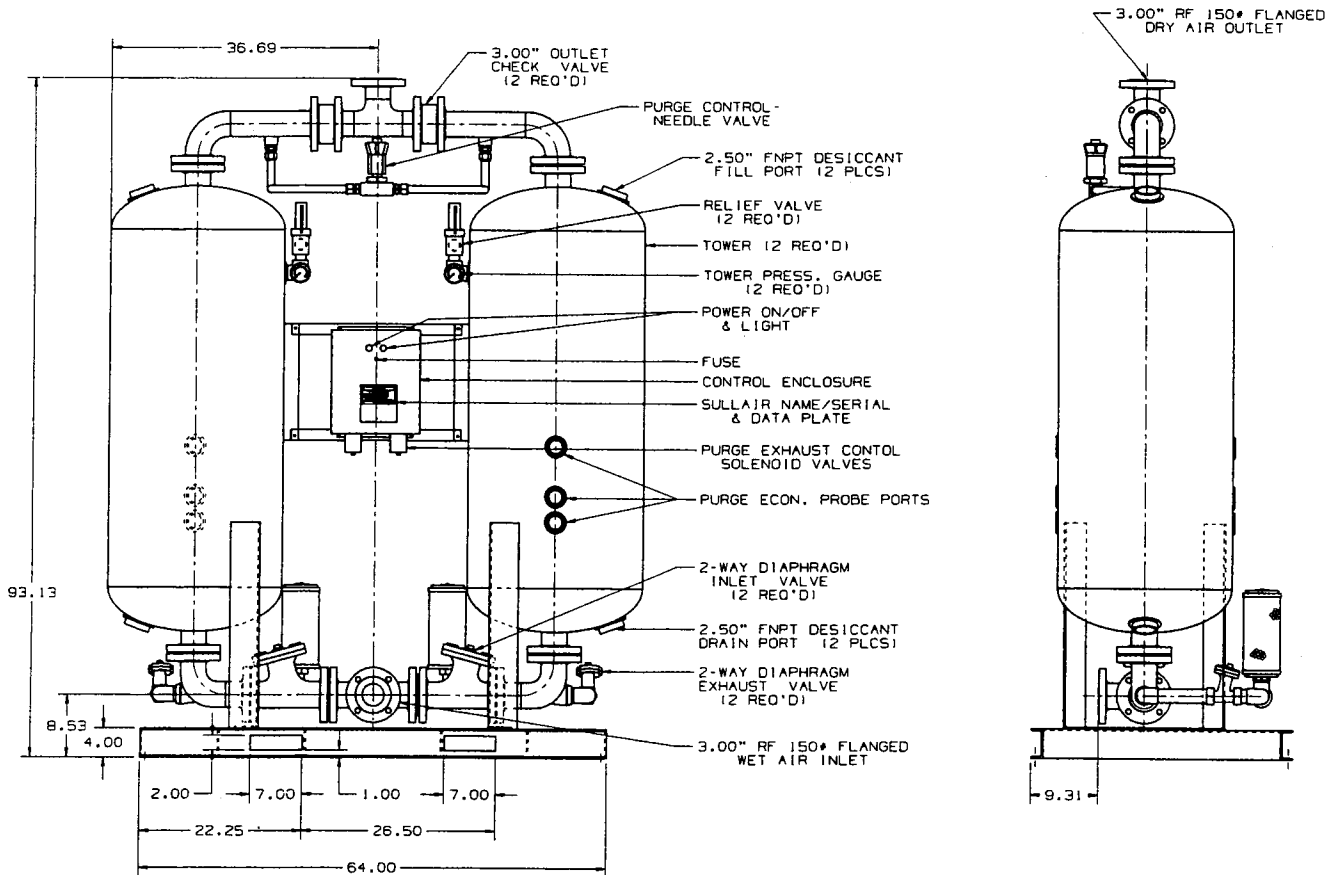 36.69
3.00" OUTLET
CHECK VALVE
(2 REQ'D)
PURGE CONTROL-
NEEDLE VALVE
2.50" FNPT DESICCANT
FILL PORT (2 PLCS)
RELIEF VALVE
(2 REQ'D)
TOWER (2 REQ'D)
TOWER PRESS. GAUGE
(2 REQ'D)
POWER ON/OFF
& LIGHT
FUSE
CONTROL ENCLOSURE
SULLAIR NAME/SERIAL
& DATA PLATE
PURGE EXHAUST CONTOL
SOLENOID VALVES
PURGE ECON. PROBE PORTS
2-WAY DIAPHRAGM
INLET VALVE
(2 REQ'D)
2.50" FNPT DESICCANT
DRAIN PORT (2 PLCS)
2-WAY DIAPHRAGM
EXHAUST VALVE
(2 REQ'D)
3.00" RF 150# FLANGED
WET AIR INLET
93.13
8.53
4.00
2.00
7.00
1.00
7.00
22.25
26.50
64.00
3.00" RF 150# FLANGED
DRY AIR OUTLET
9.31